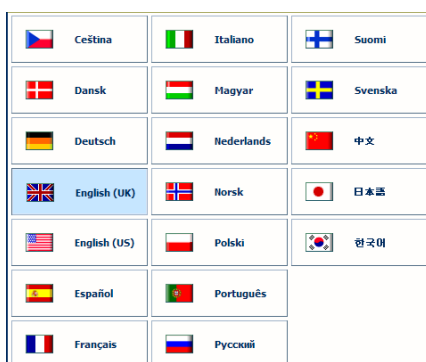 Ceština
Italiano
Suomi
Dansk
Magyar
Svenska
Deutsch
Nederlands
中文
English (UK)
Norsk
日本語
English (US)
Polski
한국어
Español
Português
Français
Русский